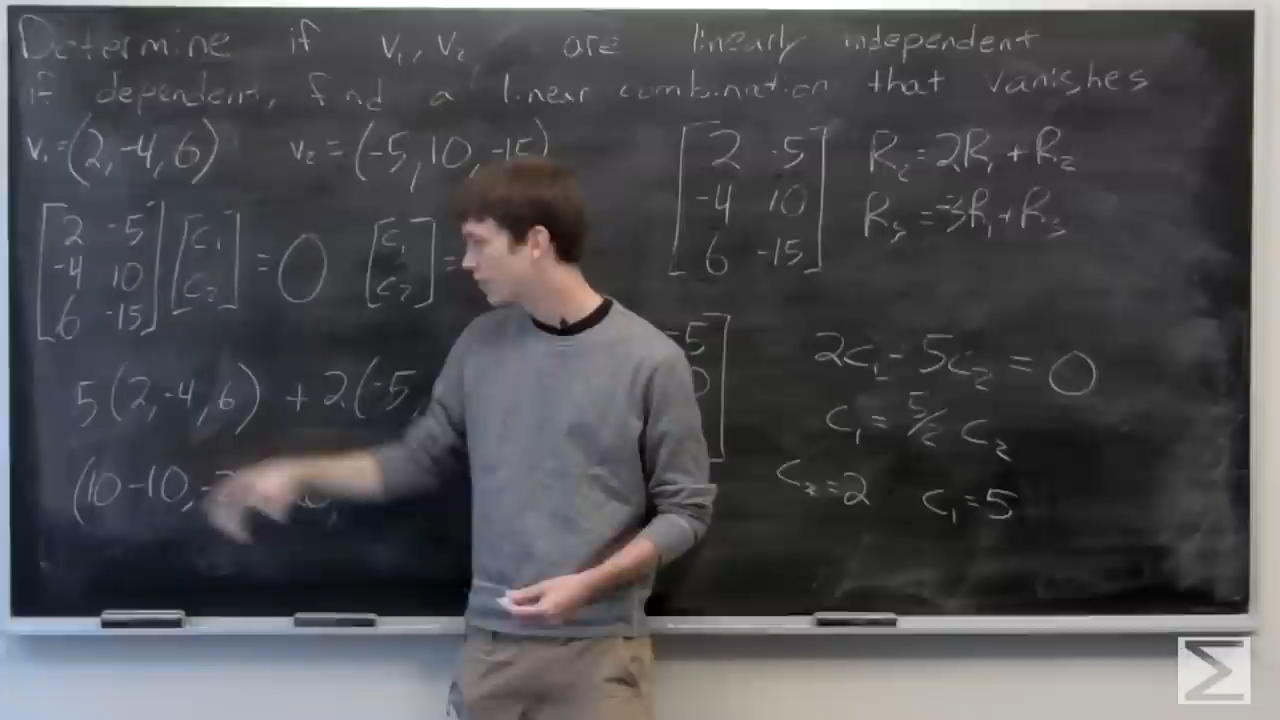 Determine if v₁, v₂ are linearly independent
if dependent, find a linear combination that vanishes
v₁=(2,-4,6) v₂=(-5,10,-15)
[2 -5] [c₁] =0 [c₁] =
[-4 10] [c₂] [c₂]
[6 -15]
5(2,-4,6) +2(-5,
(10-10,
[2 -5] R₂=2R₁+R₂
[-4 10] R₃=-3R₁+R₃
[6 -15]
-5]
2c₁-5c₂=0
c₁=5/2 c₂
c₂=2 c₁=5
Σ